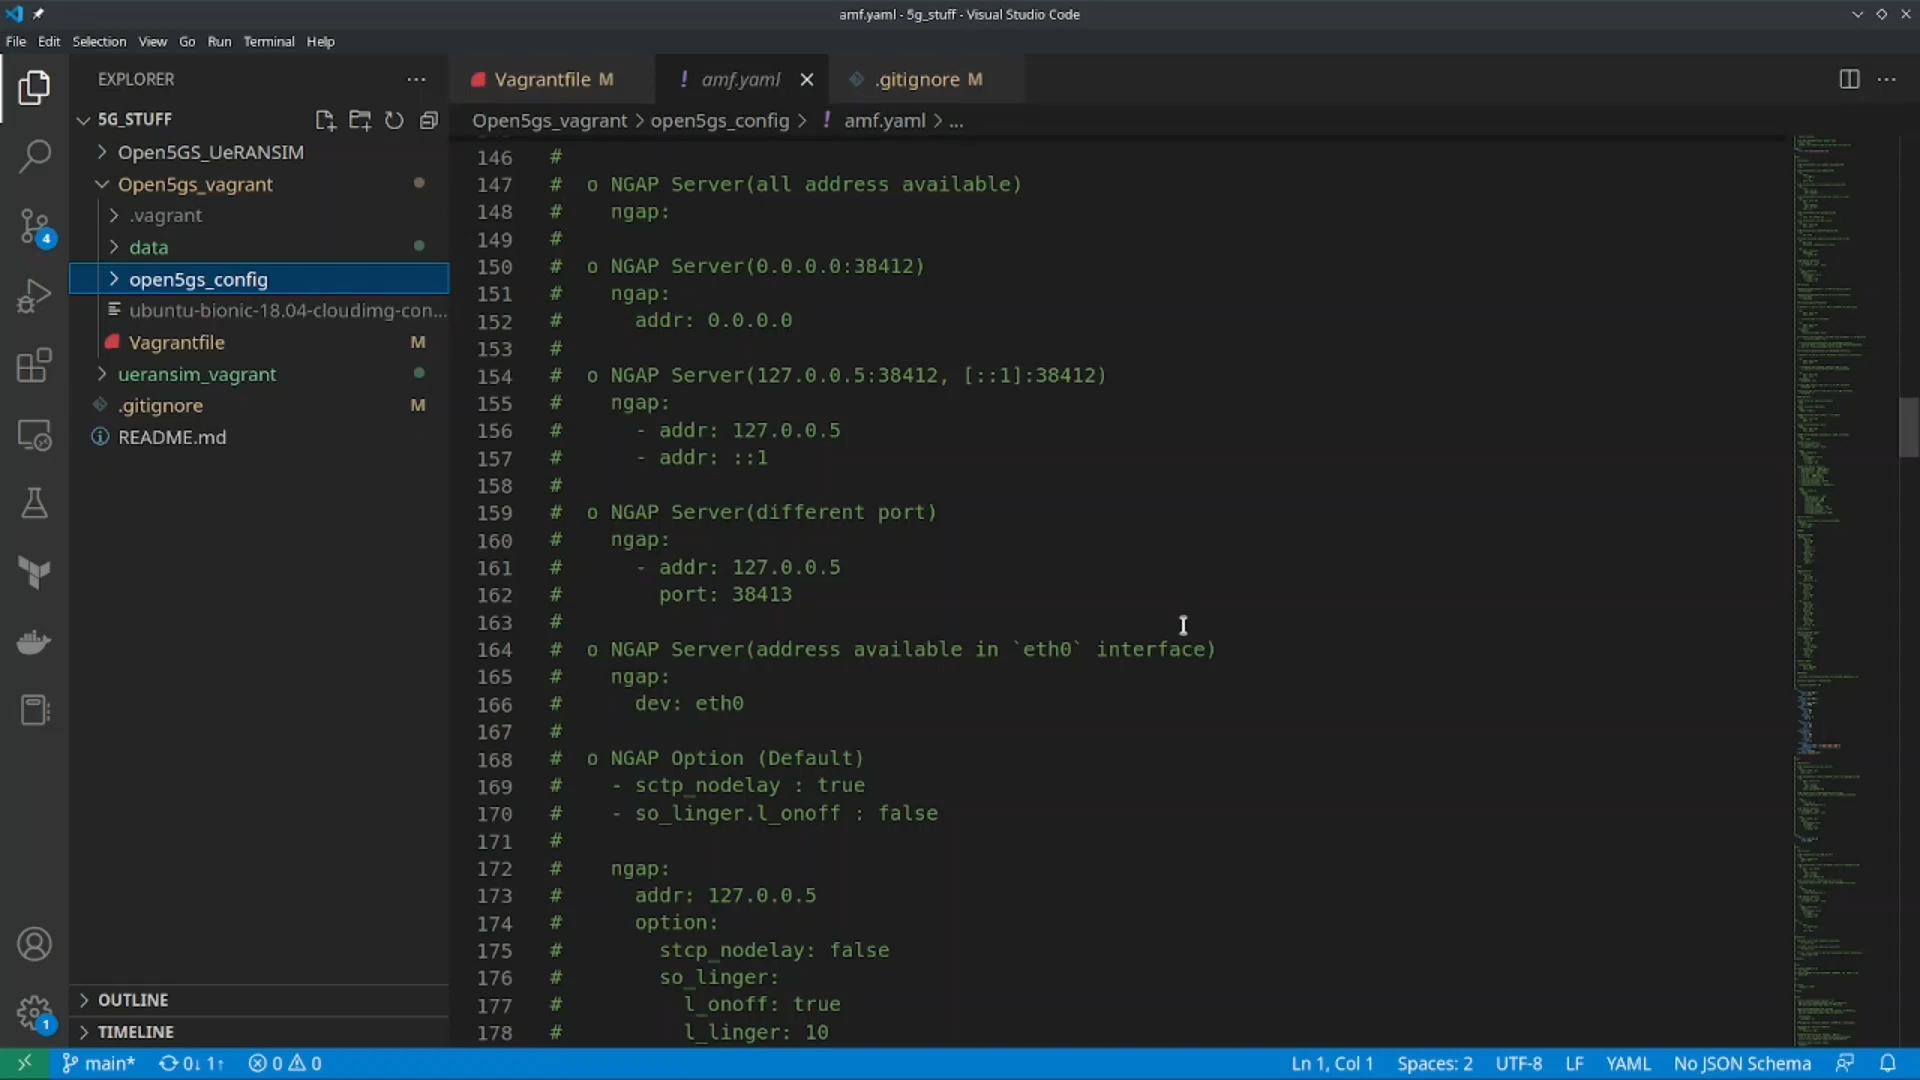 amf.yaml - 5g_stuff - Visual Studio Code
File Edit Selection View Go Run Terminal Help
EXPLORER
5G_STUFF
Open5GS_UeRANSIM
Open5gs_vagrant
.vagrant
data
open5gs_config
ubuntu-bionic-18.04-cloudimg-con...
Vagrantfile M
ueransim_vagrant
.gitignore M
README.md
OUTLINE
TIMELINE
4
1
Vagrantfile M ! amf.yaml .gitignore M
Open5gs_vagrant > open5gs_config > ! amf.yaml > ...
146 #
147 # o NGAP Server(all address available)
148 # ngap:
149 #
150 # o NGAP Server(0.0.0.0:38412)
151 # ngap:
152 # addr: 0.0.0.0
153 #
154 # o NGAP Server(127.0.0.5:38412, [::1]:38412)
155 # ngap:
156 # - addr: 127.0.0.5
157 # - addr: ::1
158 #
159 # o NGAP Server(different port)
160 # ngap:
161 # - addr: 127.0.0.5
162 # port: 38413
163 #
164 # o NGAP Server(address available in `eth0` interface)
165 # ngap:
166 # dev: eth0
167 #
168 # o NGAP Option (Default)
169 # - sctp_nodelay : true
170 # - so_linger.l_onoff : false
171 #
172 # ngap:
173 # addr: 127.0.0.5
174 # option:
175 # stcp_nodelay: false
176 # so_linger:
177 # l_onoff: true
178 # l_linger: 10
main* 0↓ 1↑ 0 0 Ln 1, Col 1 Spaces: 2 UTF-8 LF YAML No JSON Schema